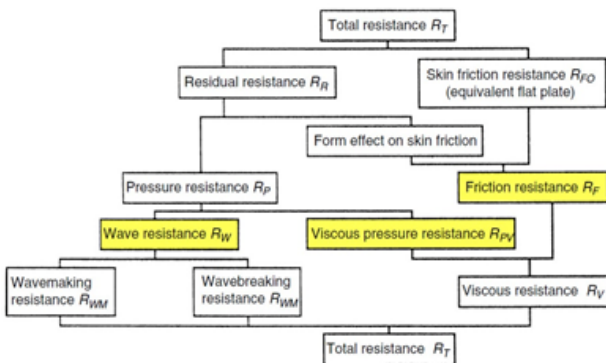 Total resistance RT
Residual resistance RR
Skin friction resistance RFO
(equivalent flat plate)
Form effect on skin friction
Pressure resistance RP
Friction resistance RF
Wave resistance RW
Viscous pressure resistance RPV
Wavemaking
resistance RWM
Wavebreaking
resistance RWM
Viscous resistance RV
Total resistance RT